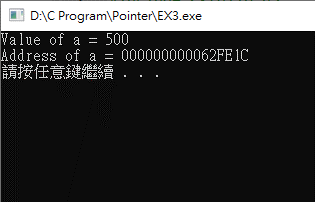 D:\C Program\Pointer\EX3.exe
Value of a = 500
Address of a = 000000000062FE1C
請按任意鍵繼續 . . .